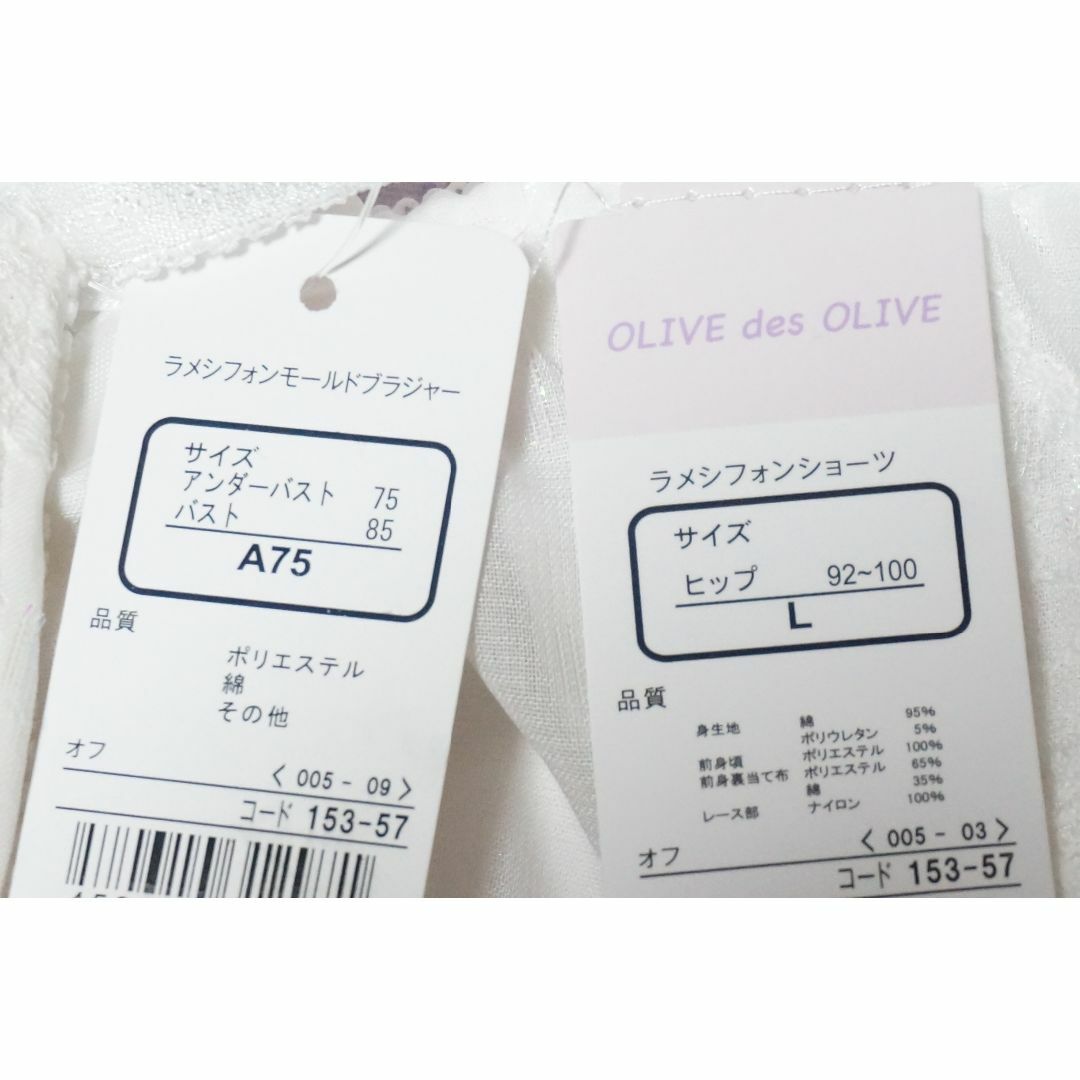 ラメシフォンモールドブラジャー
サイズ
アンダーバスト 75
バスト 85
A75
品質
ポリエステル
綿
その他
オフ
< 005 - 09 >
コード 153-57
OLIVE des OLIVE
ラメシフォンショーツ
サイズ
ヒップ 92~100
L
品質
身生地 綿 95%
ポリウレタン 5%
前身頃 ポリエステル 100%
前身裏当て布 ポリエステル 65%
綿 35%
レース部 ナイロン 100%
オフ
< 005 - 03 >
コード 153-57